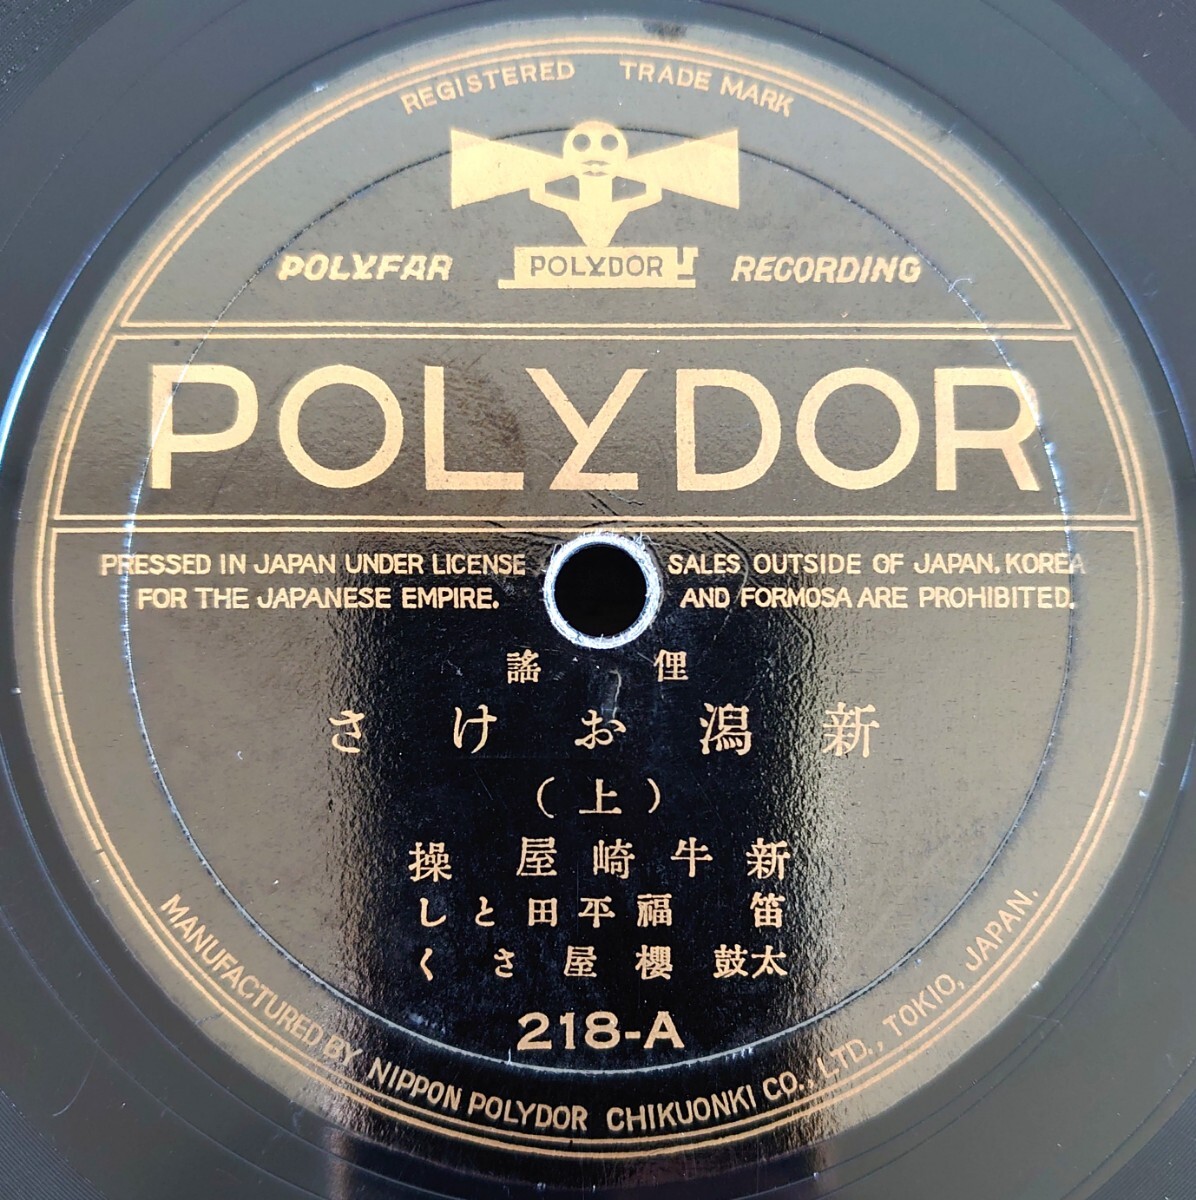 REGISTERED TRADE MARK
POLYFAR POLYDOR RECORDING
POLYDOR
PRESSED IN JAPAN UNDER LICENSE
FOR THE JAPANESE EMPIRE.
SALES OUTSIDE OF JAPAN, KOREA
AND FORMOSA ARE PROHIBITED.
俚謠
新潟おけさ
(上)
新牛崎屋 操
笛 福平田とし
太鼓 櫻屋さく
218-A
MANUFACTURED BY NIPPON POLYDOR CHIKUONKI CO., LTD., TOKIO, JAPAN.